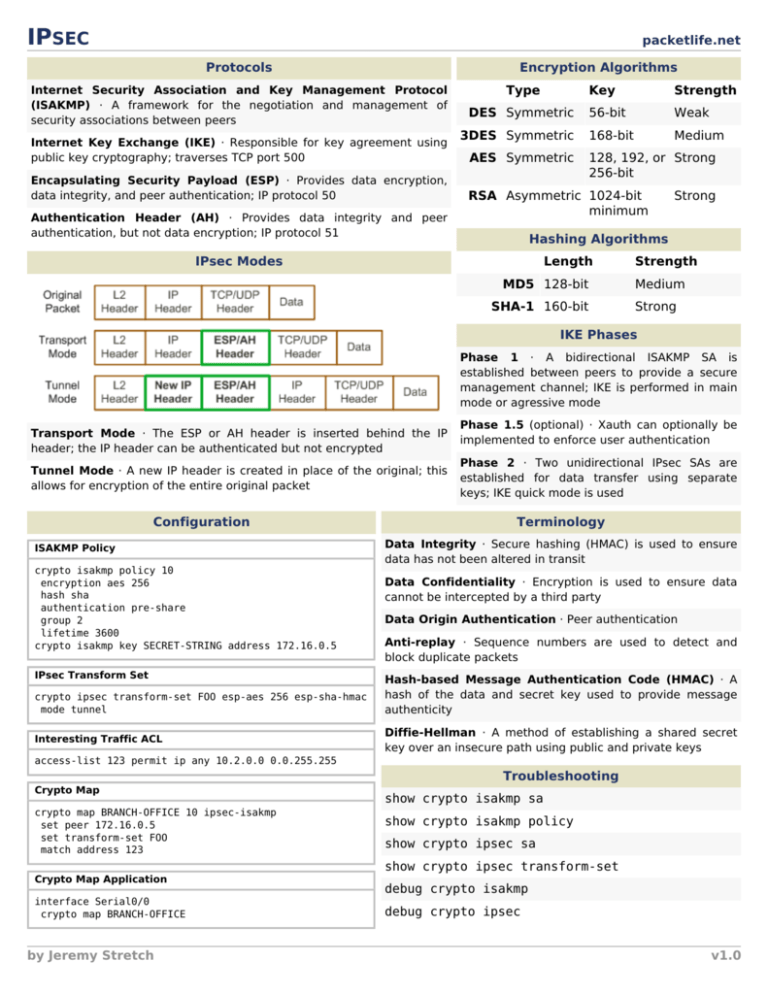 IPSEC
packetlife.net
Protocols
Internet Security Association and Key Management Protocol
(ISAKMP) · A framework for the negotiation and management of
security associations between peers
Internet Key Exchange (IKE) · Responsible for key agreement using
public key cryptography; traverses TCP port 500
Encapsulating Security Payload (ESP) · Provides data encryption,
data integrity, and peer authentication; IP protocol 50
Authentication Header (AH) · Provides data integrity and peer
authentication, but not data encryption; IP protocol 51
Encryption Algorithms
Type Key Strength
DES Symmetric 56-bit Weak
3DES Symmetric 168-bit Medium
AES Symmetric 128, 192, or Strong
256-bit
RSA Asymmetric 1024-bit Strong
minimum
Hashing Algorithms
Length Strength
MD5 128-bit Medium
SHA-1 160-bit Strong
IPsec Modes
Original
Packet
L2
Header
IP
Header
TCP/UDP
Header
Data
Transport
Mode
L2
Header
IP
Header
ESP/AH
Header
TCP/UDP
Header
Data
Tunnel
Mode
L2
Header
New IP
Header
ESP/AH
Header
IP
Header
TCP/UDP
Header
Data
Transport Mode · The ESP or AH header is inserted behind the IP
header; the IP header can be authenticated but not encrypted
Tunnel Mode · A new IP header is created in place of the original; this
allows for encryption of the entire original packet
IKE Phases
Phase 1 · A bidirectional ISAKMP SA is
established between peers to provide a secure
management channel; IKE is performed in main
mode or agressive mode
Phase 1.5 (optional) · Xauth can optionally be
implemented to enforce user authentication
Phase 2 · Two unidirectional IPsec SAs are
established for data transfer using separate
keys; IKE quick mode is used
Configuration
ISAKMP Policy
crypto isakmp policy 10
encryption aes 256
hash sha
authentication pre-share
group 2
lifetime 3600
crypto isakmp key SECRET-STRING address 172.16.0.5
IPsec Transform Set
crypto ipsec transform-set FOO esp-aes 256 esp-sha-hmac
mode tunnel
Interesting Traffic ACL
access-list 123 permit ip any 10.2.0.0 0.0.255.255
Crypto Map
crypto map BRANCH-OFFICE 10 ipsec-isakmp
set peer 172.16.0.5
set transform-set FOO
match address 123
Crypto Map Application
interface Serial0/0
crypto map BRANCH-OFFICE
Terminology
Data Integrity · Secure hashing (HMAC) is used to ensure
data has not been altered in transit
Data Confidentiality · Encryption is used to ensure data
cannot be intercepted by a third party
Data Origin Authentication · Peer authentication
Anti-replay · Sequence numbers are used to detect and
block duplicate packets
Hash-based Message Authentication Code (HMAC) · A
hash of the data and secret key used to provide message
authenticity
Diffie-Hellman · A method of establishing a shared secret
key over an insecure path using public and private keys
Troubleshooting
show crypto isakmp sa
show crypto isakmp policy
show crypto ipsec sa
show crypto ipsec transform-set
debug crypto isakmp
debug crypto ipsec
by Jeremy Stretch
v1.0